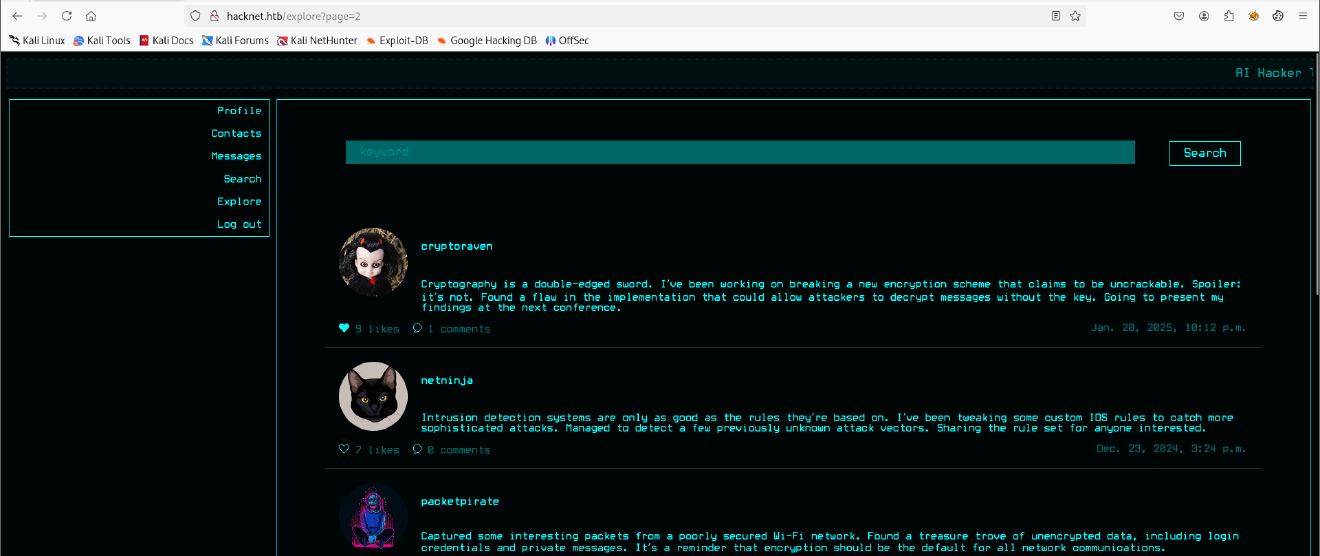 hacknet.htb/explore?page=2
Kali Linux Kali Tools Kali Docs Kali Forums Kali NetHunter Exploit-DB Google Hacking DB OffSec
AI Hacker
Profile
Contacts
Messages
Search
Explore
Log out
keyword
Search
cryptoraven
Cryptography is a double-edged sword. I've been working on breaking a new encryption scheme that claims to be uncrackable. Spoiler:
it's not. Found a flaw in the implementation that could allow attackers to decrypt messages without the key. Going to present my
findings at the next conference.
9 likes 1 comments Jan. 20, 2025, 10:12 p.m.
netninja
Intrusion detection systems are only as good as the rules they're based on. I've been tweaking some custom IDS rules to catch more
sophisticated attacks. Managed to detect a few previously unknown attack vectors. Sharing the rule set for anyone interested.
7 likes 0 comments Dec. 23, 2024, 3:24 p.m.
packetpirate
Captured some interesting packets from a poorly secured Wi-Fi network. Found a treasure trove of unencrypted data, including login
credentials and private messages. It's a reminder that encryption should be the default for all network communications.